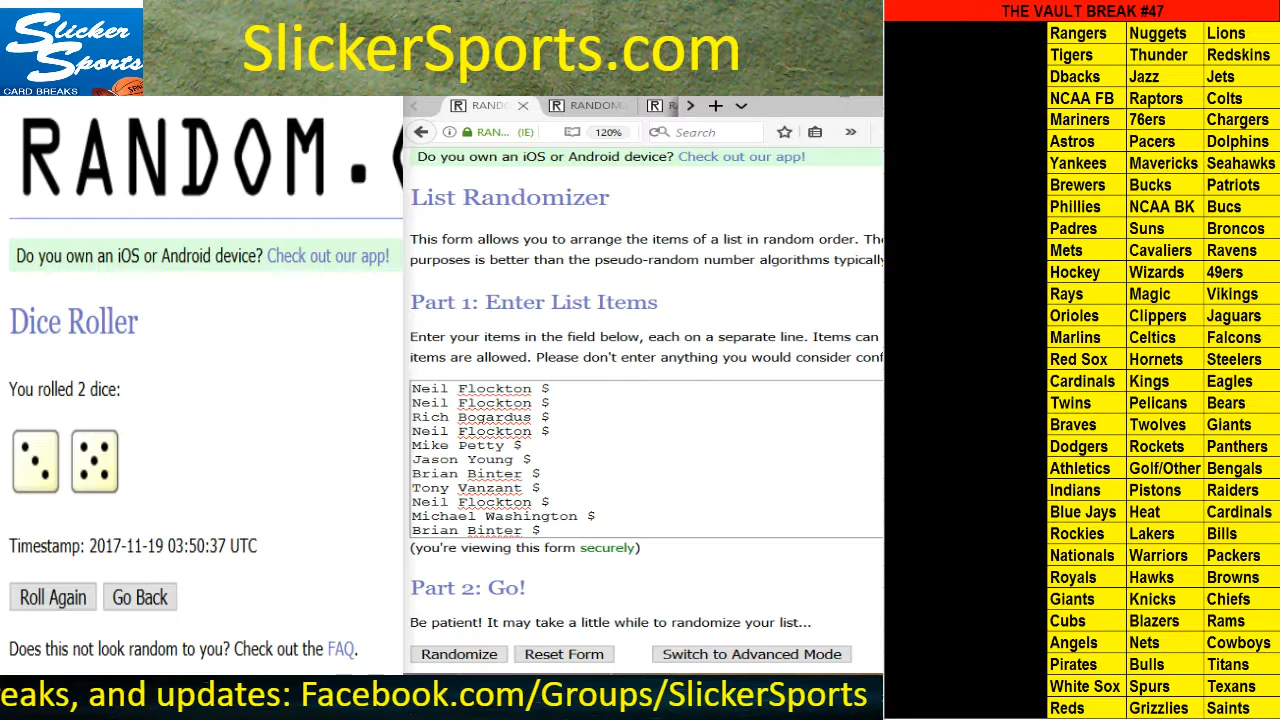 Slicker
Sports
CARD BREAKS
SlickerSports.com
RANDOM.
Do you own an iOS or Android device? Check out our app!
Dice Roller
You rolled 2 dice:
Timestamp: 2017-11-19 03:50:37 UTC
Roll Again
Go Back
Does this not look random to you? Check out the FAQ.
RAND
RANDOM.
R
RAN... (IE)
120%
Search
Do you own an iOS or Android device? Check out our app!
List Randomizer
This form allows you to arrange the items of a list in random order. The
purposes is better than the pseudo-random number algorithms typically
Part 1: Enter List Items
Enter your items in the field below, each on a separate line. Items can
items are allowed. Please don't enter anything you would consider conf
Neil Flockton $
Neil Flockton $
Rich Bogardus $
Neil Flockton $
Mike Petty $
Jason Young $
Brian Binter $
Tony Vanzant $
Neil Flockton $
Michael Washington $
Brian Binter $
(you're viewing this form securely)
Part 2: Go!
Be patient! It may take a little while to randomize your list...
Randomize
Reset Form
Switch to Advanced Mode
reaks, and updates: Facebook.com/Groups/SlickerSports
THE VAULT BREAK #47
Rangers Nuggets Lions
Tigers Thunder Redskins
Dbacks Jazz Jets
NCAA FB Raptors Colts
Mariners 76ers Chargers
Astros Pacers Dolphins
Yankees Mavericks Seahawks
Brewers Bucks Patriots
Phillies NCAA BK Bucs
Padres Suns Broncos
Mets Cavaliers Ravens
Hockey Wizards 49ers
Rays Magic Vikings
Orioles Clippers Jaguars
Marlins Celtics Falcons
Red Sox Hornets Steelers
Cardinals Kings Eagles
Twins Pelicans Bears
Braves Twolves Giants
Dodgers Rockets Panthers
Athletics Golf/Other Bengals
Indians Pistons Raiders
Blue Jays Heat Cardinals
Rockies Lakers Bills
Nationals Warriors Packers
Royals Hawks Browns
Giants Knicks Chiefs
Cubs Blazers Rams
Angels Nets Cowboys
Pirates Bulls Titans
White Sox Spurs Texans
Reds Grizzlies Saints